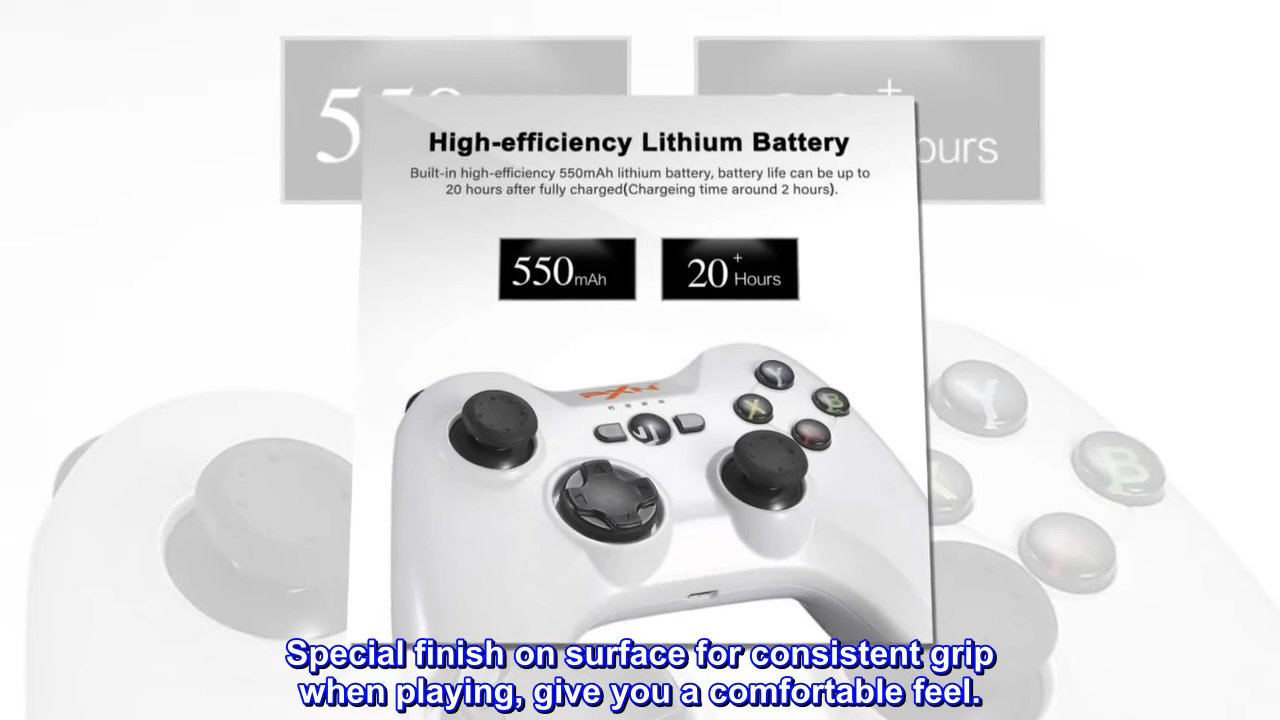 High-efficiency Lithium Battery
Built-in high-efficiency 550mAh lithium battery, battery life can be up to
20 hours after fully charged(Chargeing time around 2 hours).
550mAh
20+ Hours
PXN
Y
X
B
Special finish on surface for consistent grip
when playing, give you a comfortable feel.